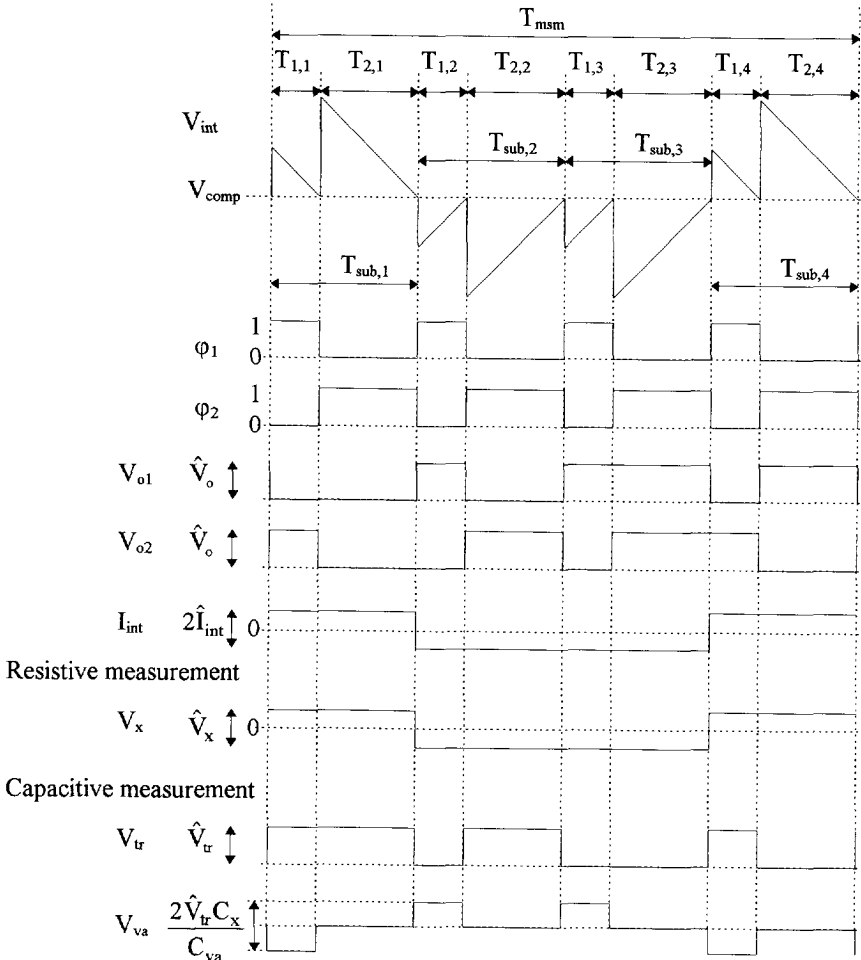 T_msm
T_1,1 T_2,1 T_1,2 T_2,2 T_1,3 T_2,3 T_1,4 T_2,4
V_int
T_sub,2 T_sub,3
V_comp
T_sub,1 T_sub,4
φ_1 1
0
φ_2 1
0
V_o1 V̂_o
V_o2 V̂_o
I_int 2Î_int 0
Resistive measurement
V_x V̂_x 0
Capacitive measurement
V_tr V̂_tr
V_va 2V̂_tr C_x
C_va